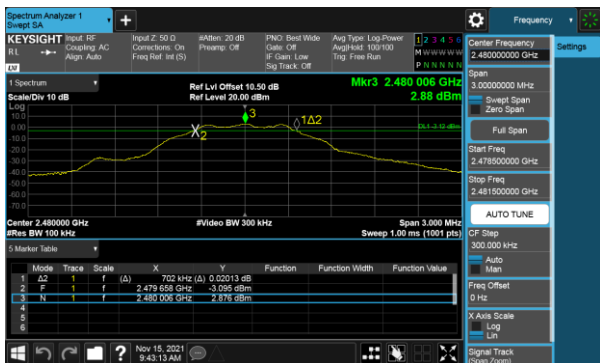 Spectrum Analyzer 1
Swept SA
Frequency
KEYSIGHT
RL
Input: RF
Coupling: AC
Align: Auto
Input Z: 50 Ω
Corrections: On
Freq Ref: Int (S)
#Atten: 20 dB
Preamp: Off
PNO: Best Wide
Gate: Off
IF Gain: Low
Sig Track: Off
Avg Type: Log-Power
Avg|Hold: 100/100
Trig: Free Run
1 2 3 4 5 6
M W W W W W
P N N N N N
LXI
1 Spectrum
Scale/Div 10 dB
Log
Ref Lvl Offset 10.50 dB
Ref Level 20.00 dBm
Mkr3 2.480 006 GHz
2.88 dBm
10.0
0.00
-10.0
-20.0
-30.0
-40.0
-50.0
-60.0
-70.0
2
3
1Δ2
DL1 -3.12 dBm
Center 2.480000 GHz
#Res BW 100 kHz
#Video BW 300 kHz
Span 3.000 MHz
Sweep 1.00 ms (1001 pts)
5 Marker Table
Mode Trace Scale X Y Function Function Width Function Value
1 Δ2 1 f (Δ) 702 kHz (Δ) 0.02013 dB
2 F 1 f 2.479 658 GHz -3.095 dBm
3 N 1 f 2.480 006 GHz 2.876 dBm
4
5
6
Nov 15, 2021
9:43:13 AM
Center Frequency
2.480000000 GHz
Settings
Span
3.00000000 MHz
Swept Span
Zero Span
Full Span
Start Freq
2.478500000 GHz
Stop Freq
2.481500000 GHz
AUTO TUNE
CF Step
300.000 kHz
Auto
Man
Freq Offset
0 Hz
X Axis Scale
Log
Lin
Signal Track
(Span Zoom)